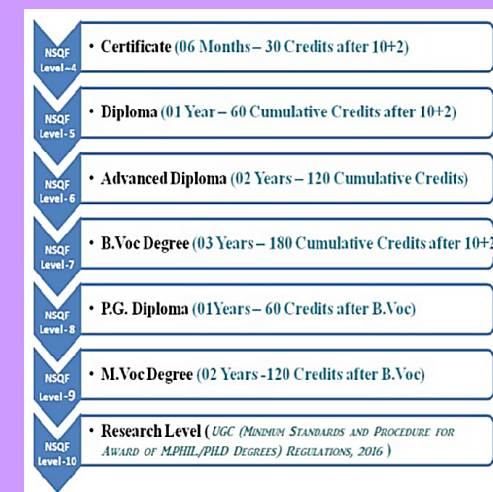 NSQF
Level-4
• Certificate (06 Months – 30 Credits after 10+2)
NSQF
Level-5
• Diploma (01 Year – 60 Cumulative Credits after 10+2)
NSQF
Level-6
• Advanced Diploma (02 Years – 120 Cumulative Credits)
NSQF
Level-7
• B.Voc Degree (03 Years – 180 Cumulative Credits after 10+2
NSQF
Level-8
• P.G. Diploma (01Years – 60 Credits after B.Voc)
NSQF
Level-9
• M.Voc Degree (02 Years -120 Credits after B.Voc)
NSQF
Level-10
• Research Level ( UGC (MINIMUM STANDARDS AND PROCEDURE FOR
AWARD OF M.PHIL./PH.D DEGREES) REGULATIONS, 2016 )